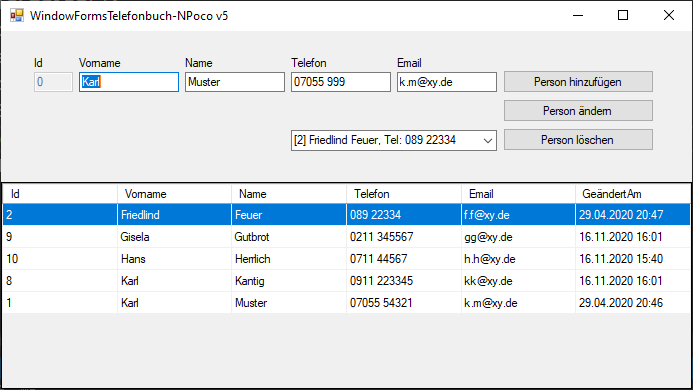 WindowFormsTelefonbuch-NPoco v5
Id Vorname Name Telefon Email
0 Karl Muster 07055 999 k.m@xy.de Person hinzufügen
Person ändern
[2] Friedlind Feuer, Tel: 089 22334 Person löschen
Id Vorname Name Telefon Email GeändertAm
2 Friedlind Feuer 089 22334 f.f@xy.de 29.04.2020 20:47
9 Gisela Gutbrot 0211 345567 gg@xy.de 16.11.2020 16:01
10 Hans Herrlich 0711 44567 h.h@xy.de 16.11.2020 15:40
8 Karl Kantig 0911 223345 kk@xy.de 16.11.2020 16:01
1 Karl Muster 07055 54321 k.m@xy.de 29.04.2020 20:46